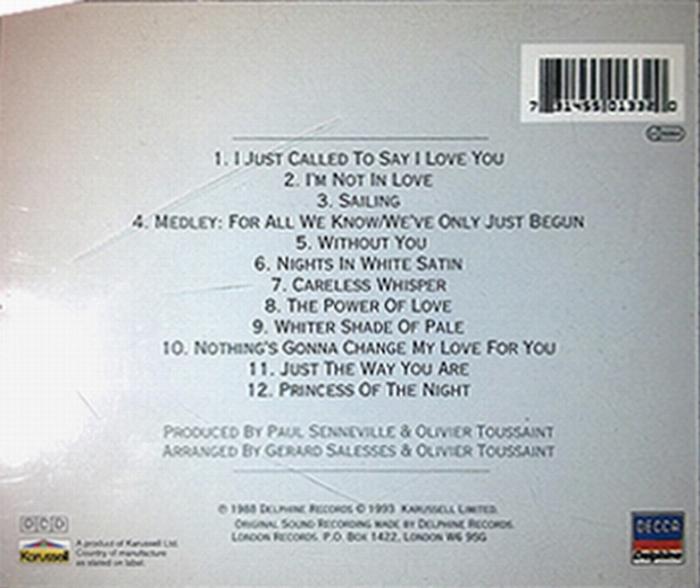 7 31455 01332 0
1. I JUST CALLED TO SAY I LOVE YOU
2. I'M NOT IN LOVE
3. SAILING
4. MEDLEY: FOR ALL WE KNOW/WE'VE ONLY JUST BEGUN
5. WITHOUT YOU
6. NIGHTS IN WHITE SATIN
7. CARELESS WHISPER
8. THE POWER OF LOVE
9. WHITER SHADE OF PALE
10. NOTHING'S GONNA CHANGE MY LOVE FOR YOU
11. JUST THE WAY YOU ARE
12. PRINCESS OF THE NIGHT
PRODUCED BY PAUL SENNEVILLE & OLIVIER TOUSSAINT
ARRANGED BY GERARD SALESSES & OLIVIER TOUSSAINT
℗ 1988 DELPHINE RECORDS © 1993 KARUSSELL LIMITED.
ORIGINAL SOUND RECORDING MADE BY DELPHINE RECORDS.
LONDON RECORDS. P.O. BOX 1422, LONDON W6 9SG
DDD
Karussell
A product of Karussell Ltd.
Country of manufacture
as stated on label.
DECCA
Delphine